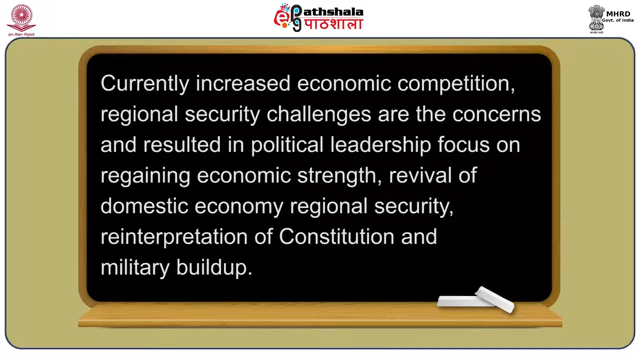 ePathshala
पाठशाला
MHRD
Govt. of India
Currently increased economic competition,
regional security challenges are the concerns
and resulted in political leadership focus on
regaining economic strength, revival of
domestic economy regional security,
reinterpretation of Constitution and
military buildup.